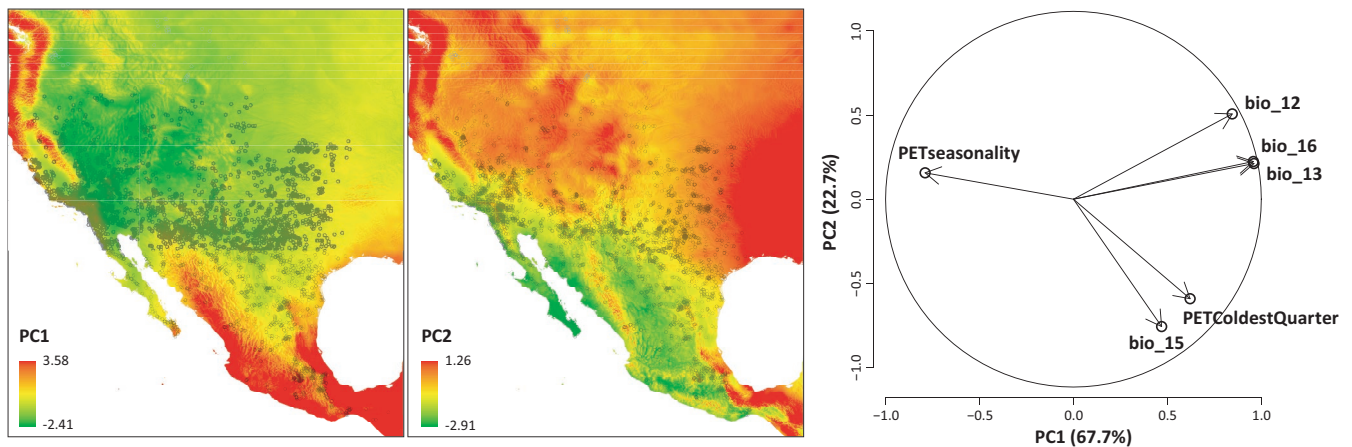 PC1
3.58
-2.41
PC2
1.26
-2.91
PC2 (22.7%)
1.0
0.5
0.0
−0.5
−1.0
bio_12
bio_16
bio_13
PETseasonality
PETColdestQuarter
bio_15
−1.0
−0.5
0.0
0.5
1.0
PC1 (67.7%)